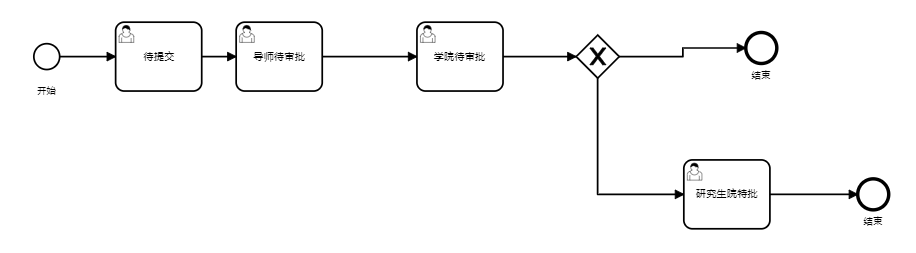 待提交
导师待审批
学院待审批
开始
结束
研究生院特批
结束